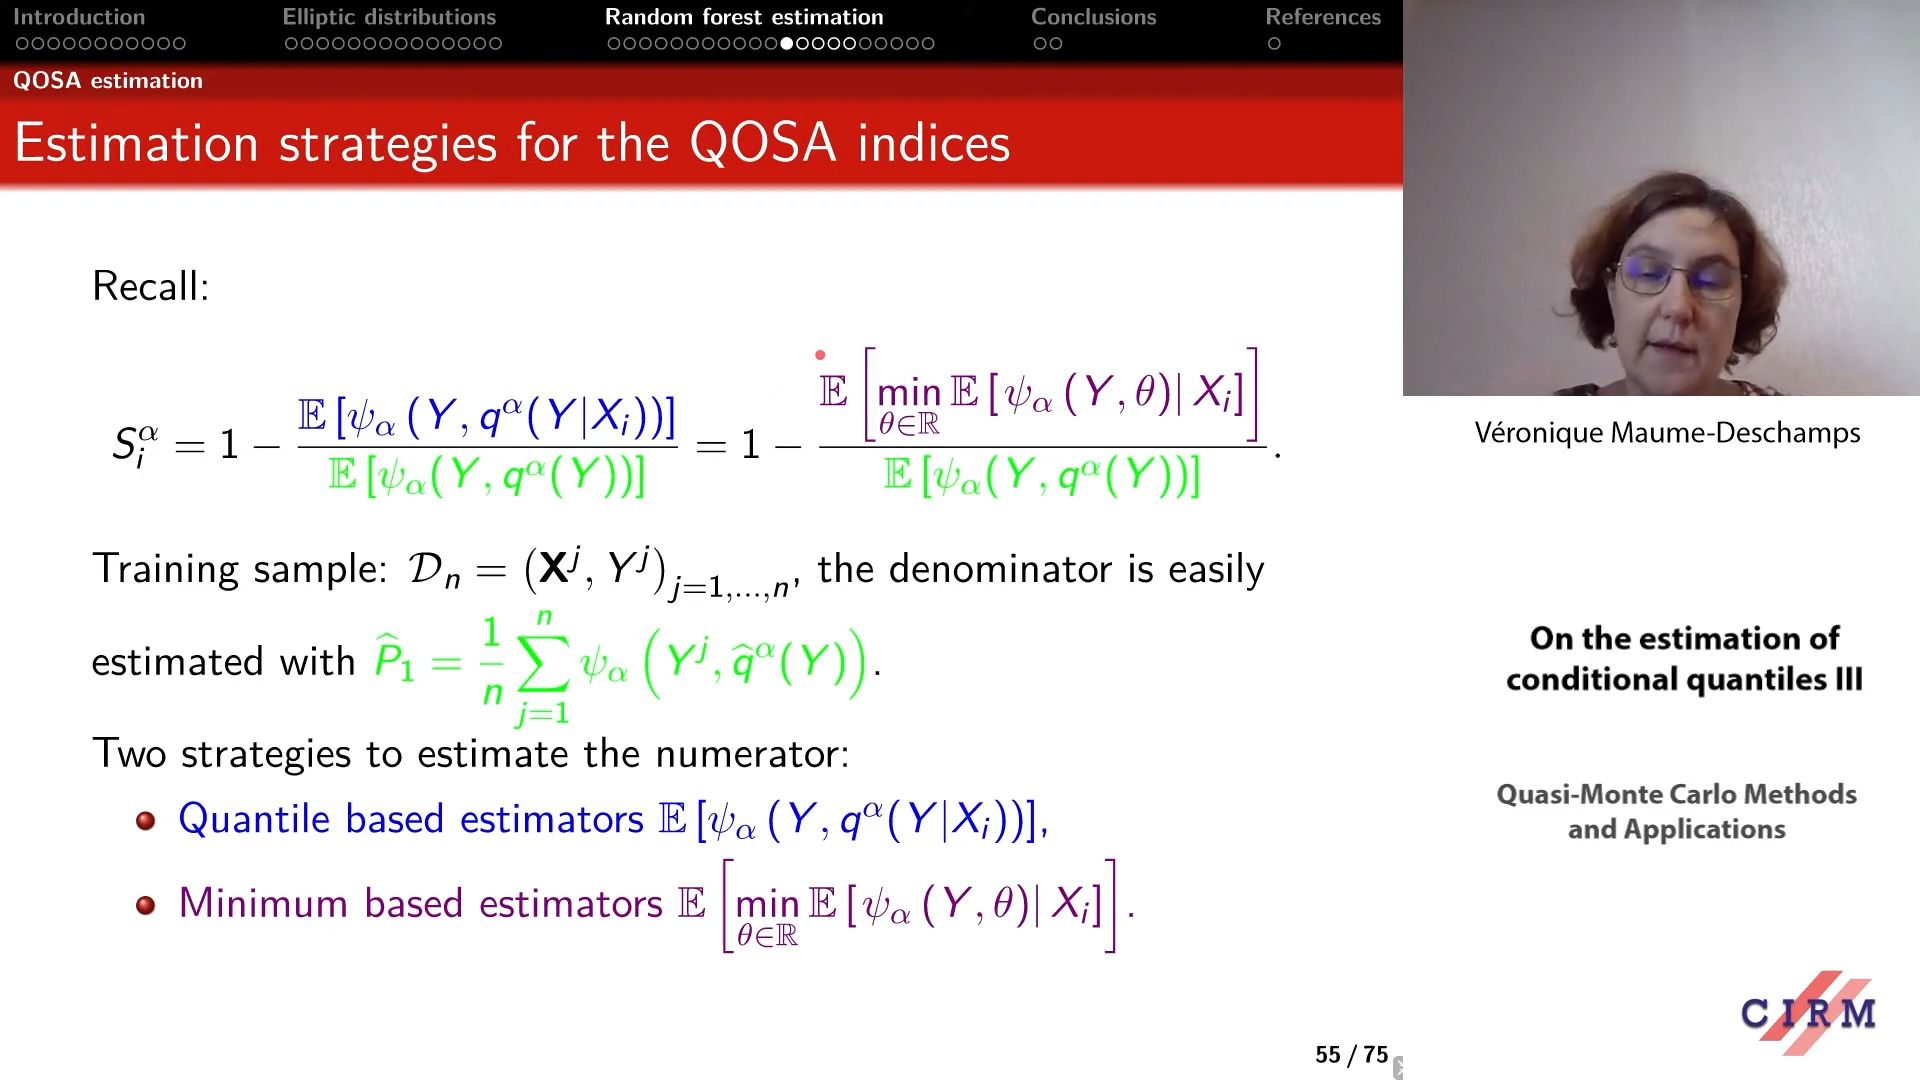 Introduction Elliptic distributions Random forest estimation Conclusions References
QOSA estimation
Estimation strategies for the QOSA indices
Recall:
S_i^α = 1 − E[ψ_α(Y, q^α(Y|X_i))] / E[ψ_α(Y, q^α(Y))] = 1 − E[min_{θ∈ℝ} E[ψ_α(Y, θ)| X_i]] / E[ψ_α(Y, q^α(Y))].
Training sample: 𝒟_n = (𝐗^j, Y^j)_{j=1,...,n}, the denominator is easily
estimated with P̂_1 = 1/n ∑_{j=1}^n ψ_α(Y^j, q̂^α(Y)).
Two strategies to estimate the numerator:
Quantile based estimators 𝔼[ψ_α(Y, q^α(Y|X_i))],
Minimum based estimators 𝔼[min_{θ∈ℝ} 𝔼[ψ_α(Y, θ)| X_i]].
55 / 75
Véronique Maume-Deschamps
On the estimation of
conditional quantiles III
Quasi-Monte Carlo Methods
and Applications
CIRM